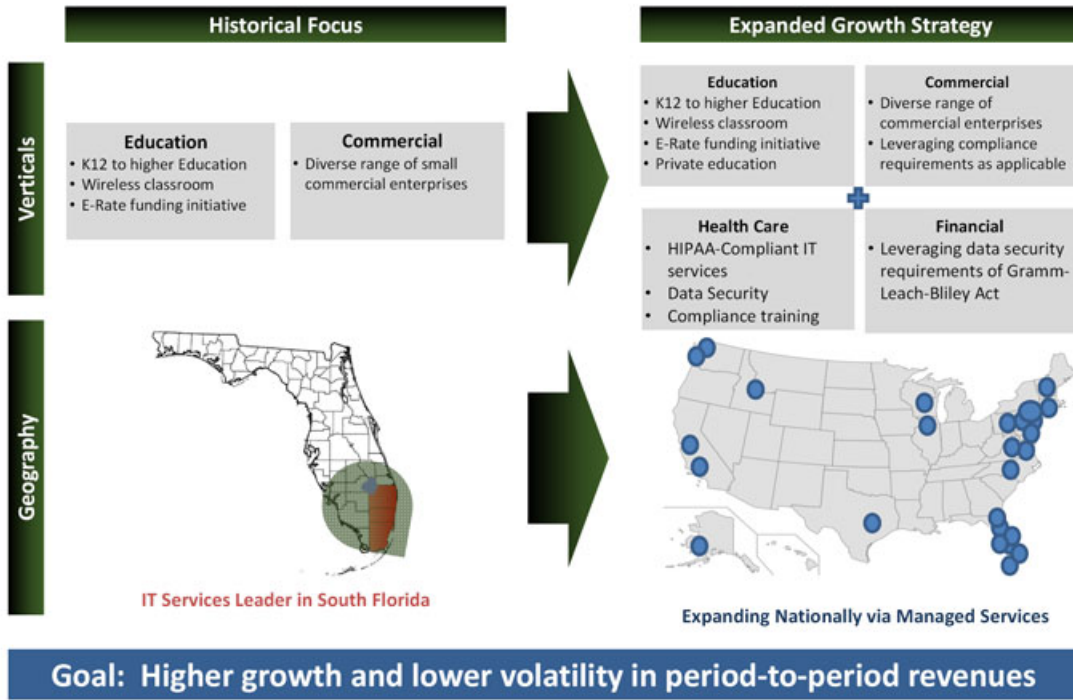 Historical Focus
Expanded Growth Strategy
Verticals
Education
• K12 to higher Education
• Wireless classroom
• E-Rate funding initiative
Commercial
• Diverse range of small
commercial enterprises
Education
• K12 to higher Education
• Wireless classroom
• E-Rate funding initiative
• Private education
Commercial
• Diverse range of
commercial enterprises
• Leveraging compliance
requirements as applicable
Health Care
• HIPAA-Compliant IT
services
• Data Security
• Compliance training
Financial
• Leveraging data security
requirements of Gramm-
Leach-Bliley Act
Geography
IT Services Leader in South Florida
Expanding Nationally via Managed Services
Goal: Higher growth and lower volatility in period-to-period revenues